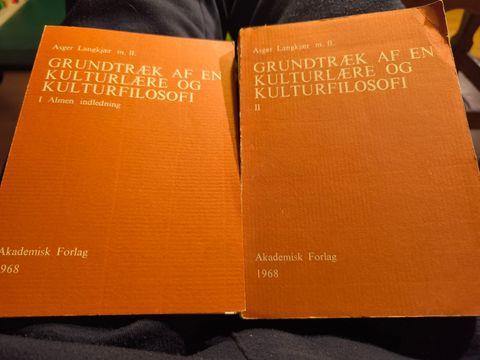 Asger Langkjær m. fl.
GRUNDTRÆK AF EN
KULTURLÆRE OG
KULTURFILOSOFI
I Almen indledning
Akademisk Forlag
1968
Asger Langkjær m. fl.
GRUNDTRÆK AF EN
KULTURLÆRE OG
KULTURFILOSOFI
II
Akademisk Forlag
1968